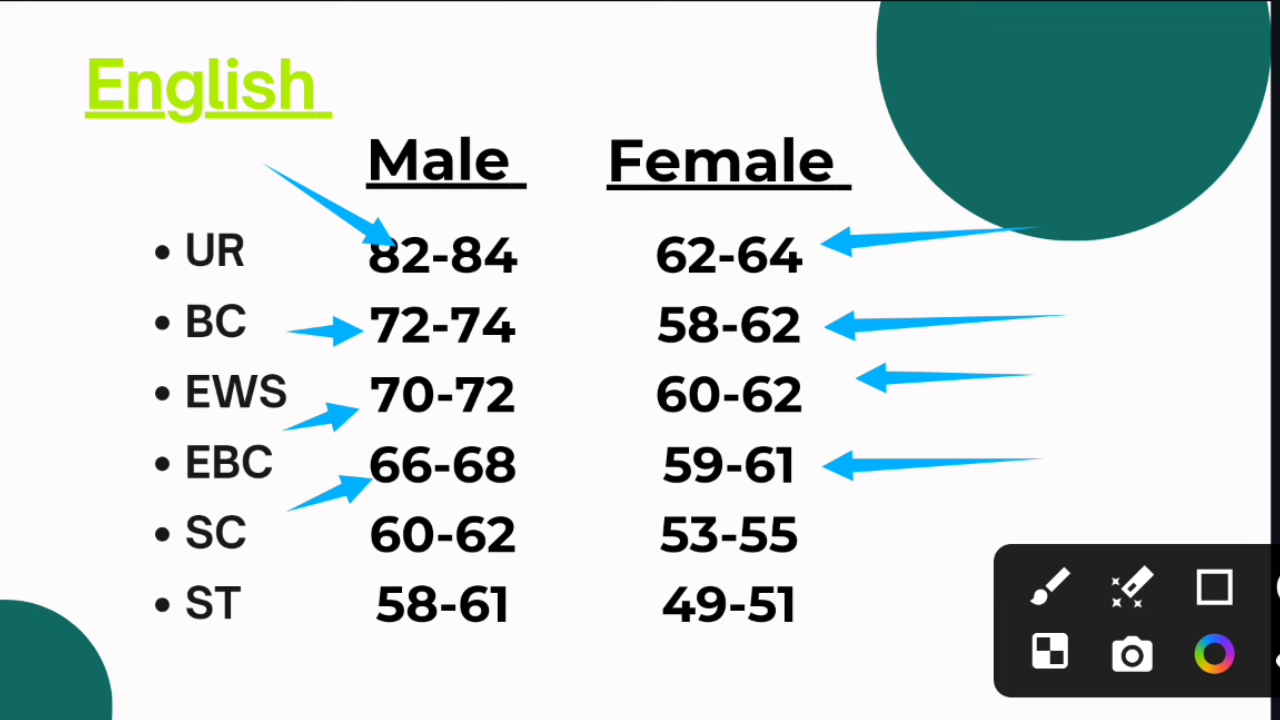 English
Male Female
• UR 82-84 62-64
• BC 72-74 58-62
• EWS 70-72 60-62
• EBC 66-68 59-61
• SC 60-62 53-55
• ST 58-61 49-51